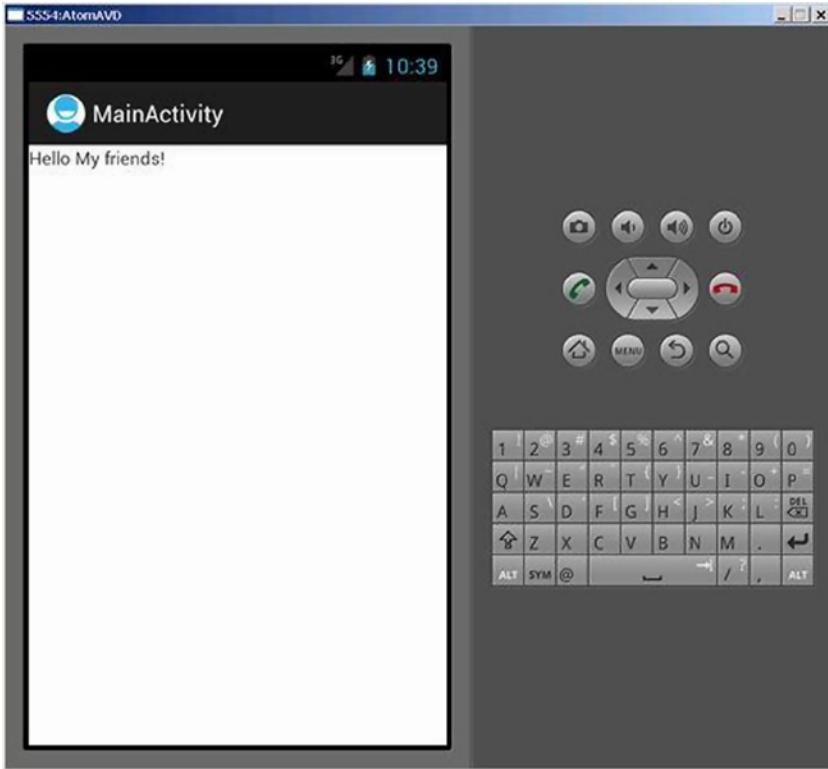 5554:AtomAVD
3G 10:39
MainActivity
Hello My friends!
MENU
1 ! 2 @ 3 # 4 $ 5 % 6 ^ 7 & 8 * 9 ( 0 )
Q W E R T { Y } U - I O + P =
A S \ D F [ G ] H < J > K ; L : DEL
Z X C V B N M .
ALT SYM @ / ? , ALT